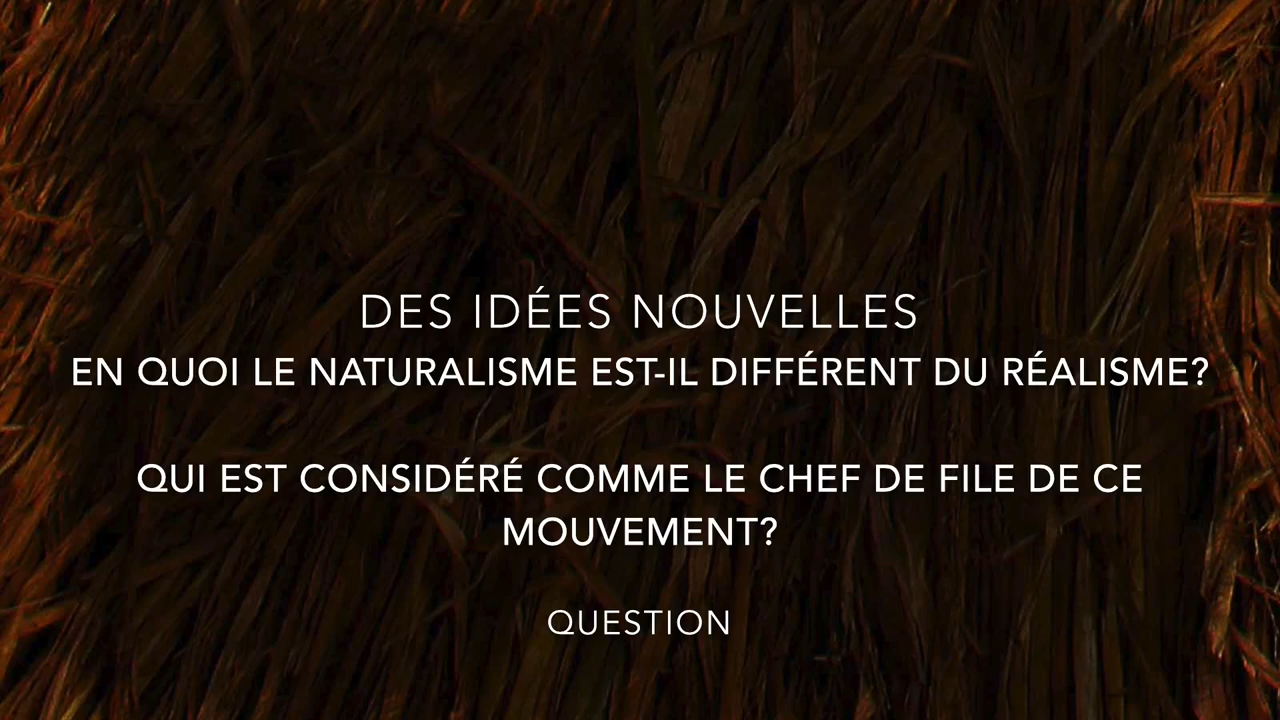 DES IDÉES NOUVELLES
EN QUOI LE NATURALISME EST-IL DIFFÉRENT DU RÉALISME?
QUI EST CONSIDÉRÉ COMME LE CHEF DE FILE DE CE
MOUVEMENT?
QUESTION